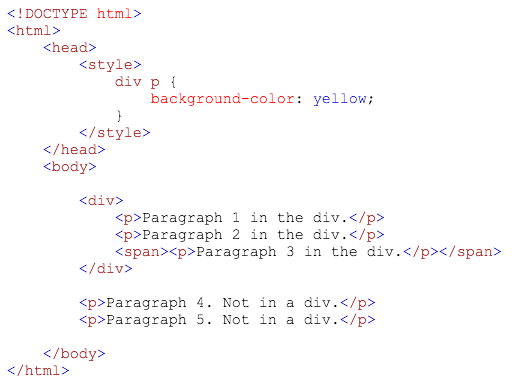 <!DOCTYPE html>
<html>
    <head>
        <style>
            div p {
                background-color: yellow;
            }
        </style>
    </head>
    <body>

        <div>
            <p>Paragraph 1 in the div.</p>
            <p>Paragraph 2 in the div.</p>
            <span><p>Paragraph 3 in the div.</p></span>
        </div>

        <p>Paragraph 4. Not in a div.</p>
        <p>Paragraph 5. Not in a div.</p>

    </body>
</html>